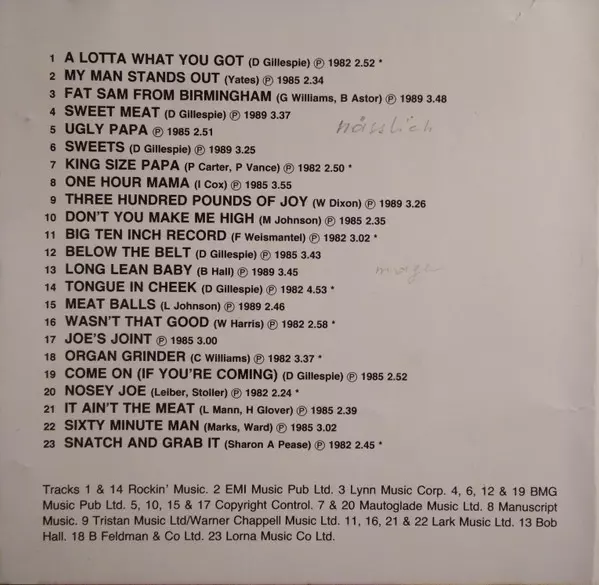 1 A LOTTA WHAT YOU GOT (D Gillespie) ℗ 1982 2.52 *
2 MY MAN STANDS OUT (Yates) ℗ 1985 2.34
3 FAT SAM FROM BIRMINGHAM (G Williams, B Astor) ℗ 1989 3.48
4 SWEET MEAT (D Gillespie) ℗ 1989 3.37
5 UGLY PAPA ℗ 1985 2.51 hässlich
6 SWEETS (D Gillespie) ℗ 1989 3.25
7 KING SIZE PAPA (P Carter, P Vance) ℗ 1982 2.50 *
8 ONE HOUR MAMA (I Cox) ℗ 1985 3.55
9 THREE HUNDRED POUNDS OF JOY (W Dixon) ℗ 1989 3.26
10 DON'T YOU MAKE ME HIGH (M Johnson) ℗ 1985 2.35
11 BIG TEN INCH RECORD (F Weismantel) ℗ 1982 3.02 *
12 BELOW THE BELT (D Gillespie) ℗ 1985 3.43
13 LONG LEAN BABY (B Hall) ℗ 1989 3.45
14 TONGUE IN CHEEK (D Gillespie) ℗ 1982 4.53 *
15 MEAT BALLS (L Johnson) ℗ 1989 2.46
16 WASN'T THAT GOOD (W Harris) ℗ 1982 2.58 *
17 JOE'S JOINT ℗ 1985 3.00
18 ORGAN GRINDER (C Williams) ℗ 1982 3.37 *
19 COME ON (IF YOU'RE COMING) (D Gillespie) ℗ 1985 2.52
20 NOSEY JOE (Leiber, Stoller) ℗ 1982 2.24 *
21 IT AIN'T THE MEAT (L Mann, H Glover) ℗ 1985 2.39
22 SIXTY MINUTE MAN (Marks, Ward) ℗ 1985 3.02
23 SNATCH AND GRAB IT (Sharon A Pease) ℗ 1982 2.45 *
Tracks 1 & 14 Rockin' Music. 2 EMI Music Pub Ltd. 3 Lynn Music Corp. 4, 6, 12 & 19 BMG
Music Pub Ltd. 5, 10, 15 & 17 Copyright Control. 7 & 20 Mautoglade Music Ltd. 8 Manuscript
Music. 9 Tristan Music Ltd/Warner Chappell Music Ltd. 11, 16, 21 & 22 Lark Music Ltd. 13 Bob
Hall. 18 B Feldman & Co Ltd. 23 Lorna Music Co Ltd.